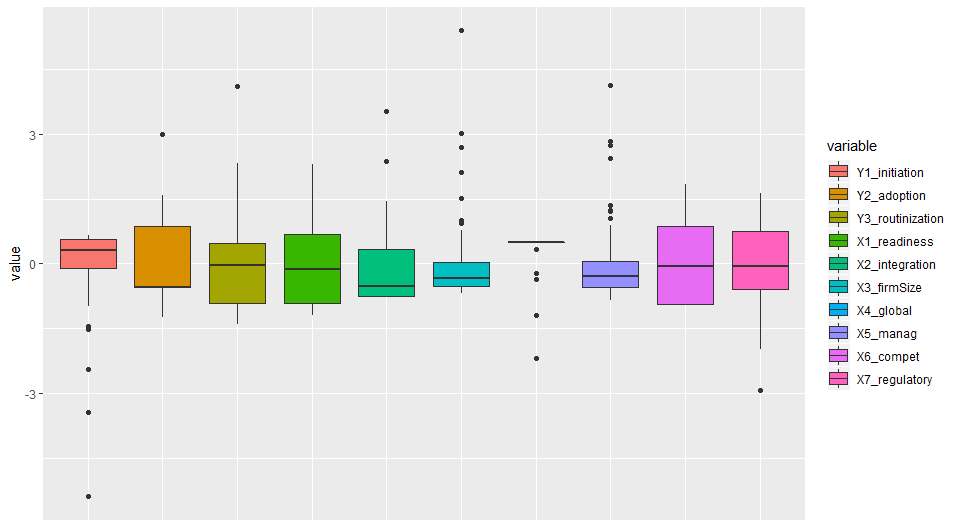 3
0
-3
value
variable
Y1_initiation
Y2_adoption
Y3_routinization
X1_readiness
X2_integration
X3_firmSize
X4_global
X5_manag
X6_compet
X7_regulatory